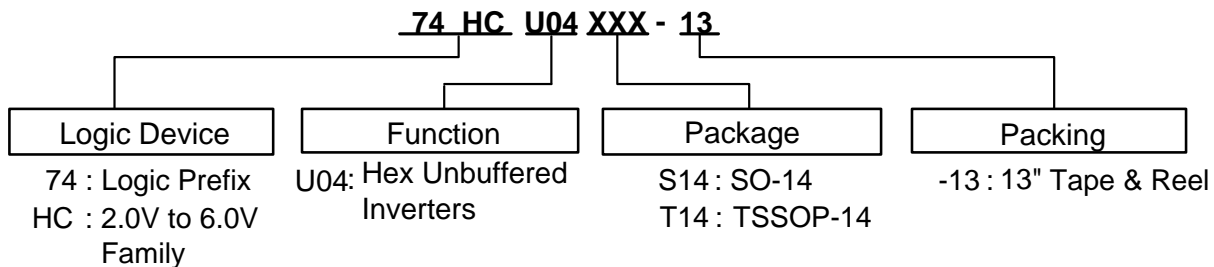 74 HC U04 XXX - 13
Logic Device
Function
Package
Packing
74 : Logic Prefix
HC : 2.0V to 6.0V
Family
U04: Hex Unbuffered
Inverters
S14 : SO-14
T14 : TSSOP-14
-13 : 13" Tape & Reel